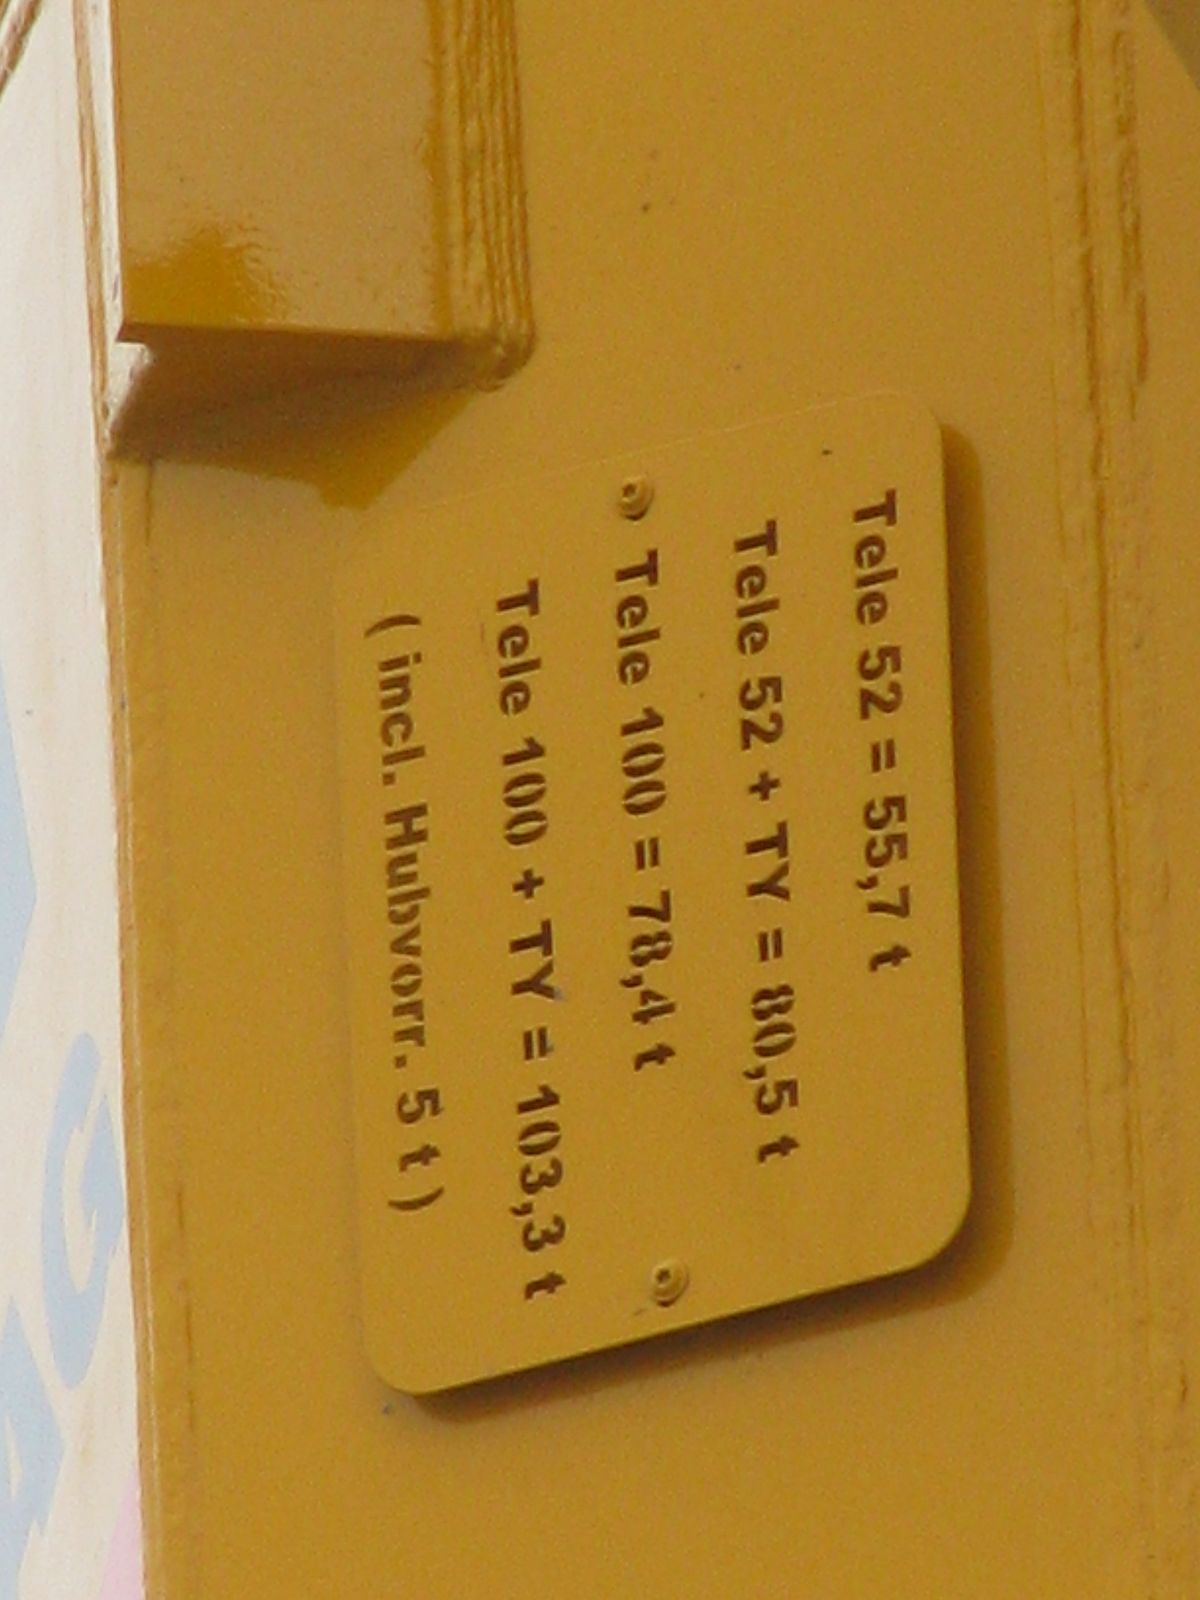 Tele 52 = 55,7 t
Tele 52 + TY = 80,5 t
Tele 100 = 78,4 t
Tele 100 + TY = 103,3 t
( incl. Hubvorr. 5 t )